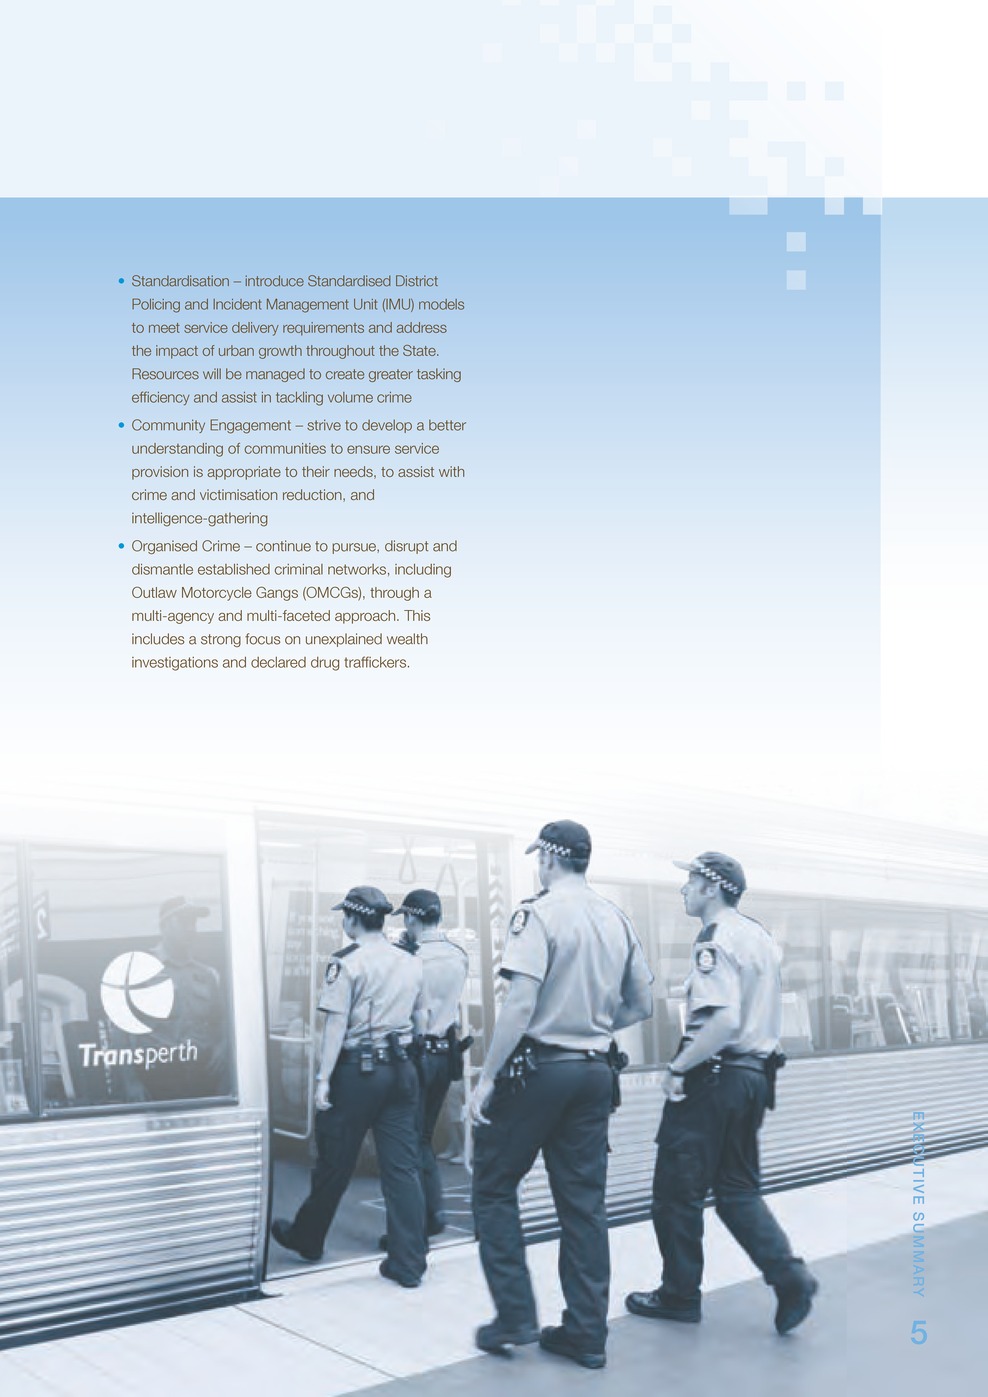 • Standardisation – introduce Standardised District
Policing and Incident Management Unit (IMU) models
to meet service delivery requirements and address
the impact of urban growth throughout the State.
Resources will be managed to create greater tasking
efficiency and assist in tackling volume crime
• Community Engagement – strive to develop a better
understanding of communities to ensure service
provision is appropriate to their needs, to assist with
crime and victimisation reduction, and
intelligence-gathering
• Organised Crime – continue to pursue, disrupt and
dismantle established criminal networks, including
Outlaw Motorcycle Gangs (OMCGs), through a
multi-agency and multi-faceted approach. This
includes a strong focus on unexplained wealth
investigations and declared drug traffickers.
Transperth
EXECUTIVE SUMMARY
5